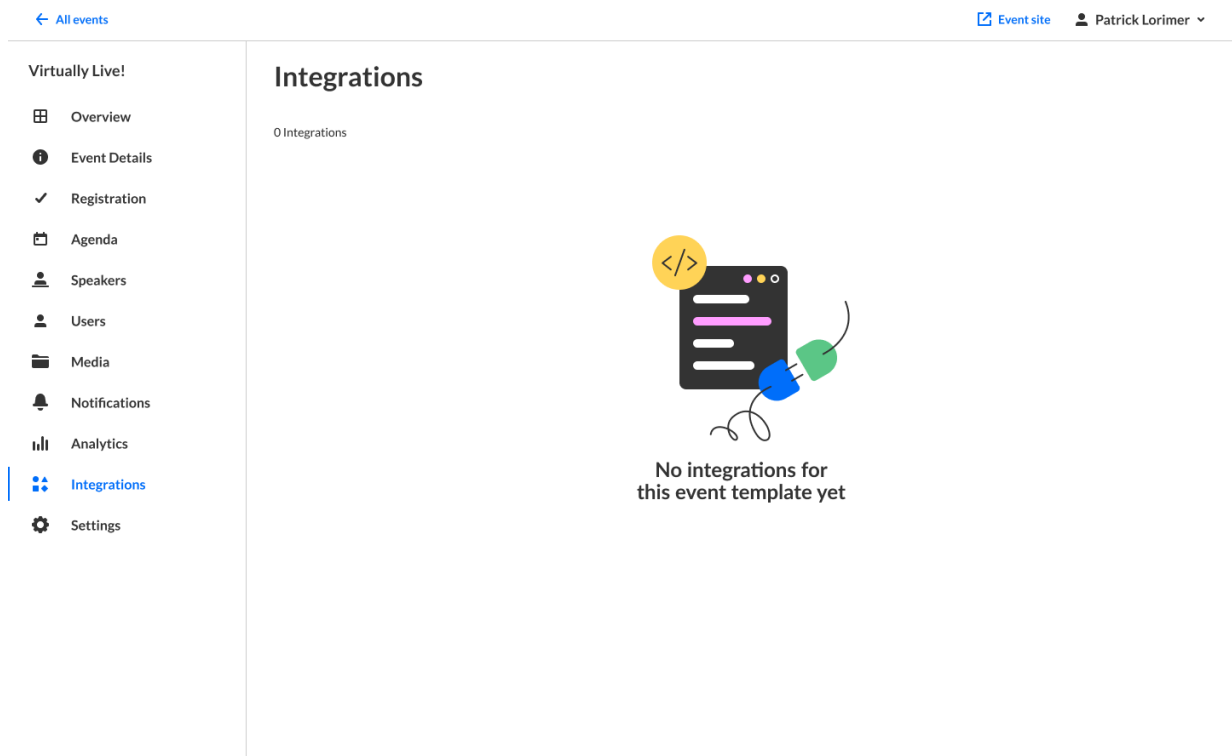 All events
Event site
Patrick Lorimer
Virtually Live!
Overview
Event Details
Registration
Agenda
Speakers
Users
Media
Notifications
Analytics
Integrations
Settings
Integrations
0 Integrations
</>
No integrations for
this event template yet